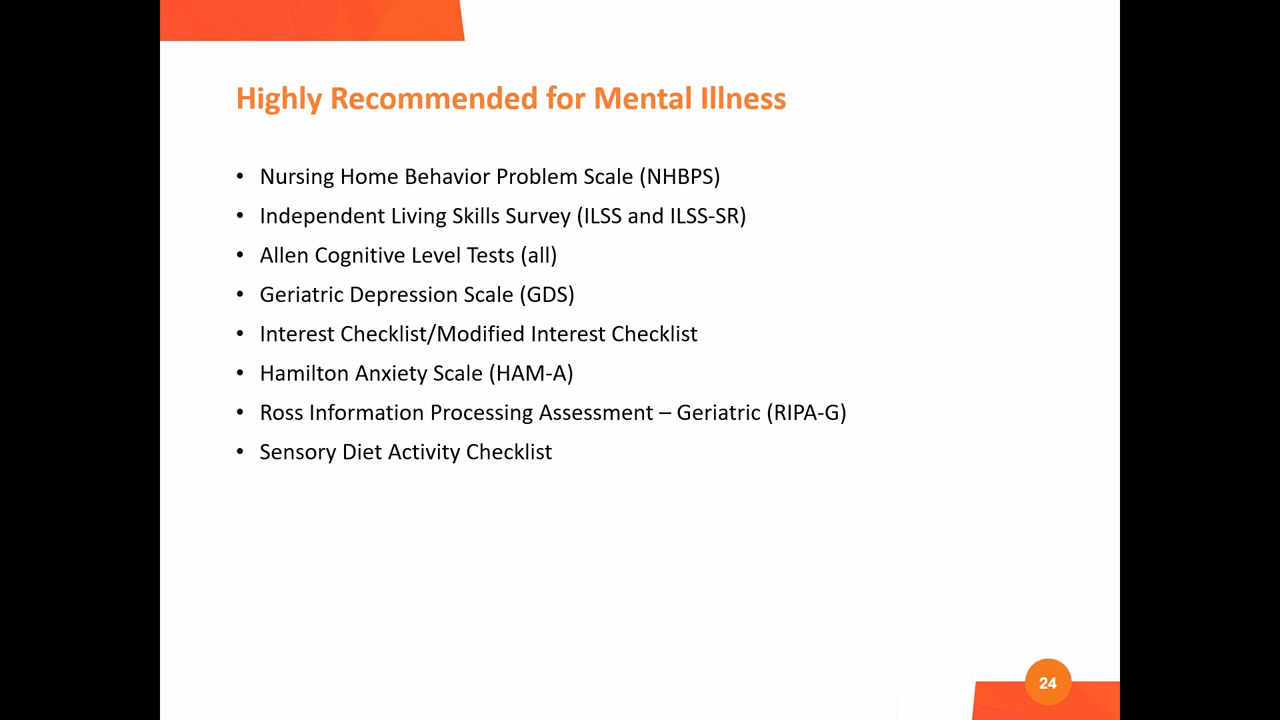 Highly Recommended for Mental Illness
• Nursing Home Behavior Problem Scale (NHBPS)
• Independent Living Skills Survey (ILSS and ILSS-SR)
• Allen Cognitive Level Tests (all)
• Geriatric Depression Scale (GDS)
• Interest Checklist/Modified Interest Checklist
• Hamilton Anxiety Scale (HAM-A)
• Ross Information Processing Assessment – Geriatric (RIPA-G)
• Sensory Diet Activity Checklist
24